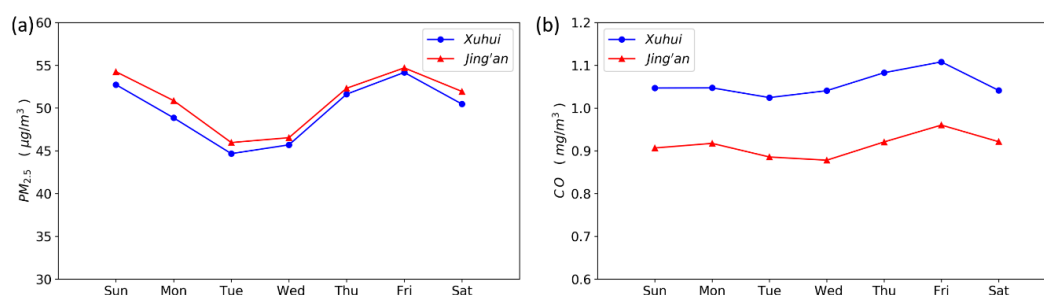 (a)
PM2.5 ( μg/m3 )
60
55
50
45
40
35
30
Sun Mon Tue Wed Thu Fri Sat
Xuhui
Jing'an
(b)
CO ( mg/m3 )
1.2
1.1
1.0
0.9
0.8
0.7
0.6
Sun Mon Tue Wed Thu Fri Sat
Xuhui
Jing'an